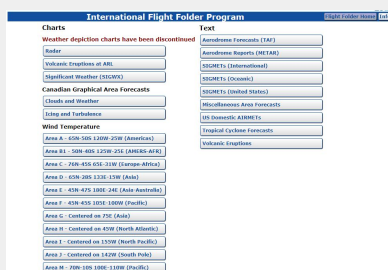 International Flight Folder Program
Flight Folder Home
Charts
Weather depiction charts have been discontinued
Radar
Volcanic Eruptions at ARL
Significant Weather (SIGWX)
Canadian Graphical Area Forecasts
Clouds and Weather
Icing and Turbulence
Wind Temperature
Area A - 65N-50S 120W-25W (Americas)
Area B1 - 50N-40S 125W-25E (AMERS-AFR)
Area C - 76N-45S 65E-31W (Europe-Africa)
Area D - 65N-20S 133E-15W (Asia)
Area E - 45N-47S 180E-24E (Asia-Australia)
Area F - 45N-45S 105E-100W (Pacific)
Area G - Centered on 75E (Asia)
Area H - Centered on 45W (North Atlantic)
Area I - Centered on 155W (North Pacific)
Area J - Centered on 142W (South Pole)
Area M - 70N-10S 100E-110W (Pacific)
Text
Aerodrome Forecasts (TAF)
Aerodrome Reports (METAR)
SIGMETs (International)
SIGMETs (Oceanic)
SIGMETs (United States)
Miscellaneous Area Forecasts
US Domestic AIRMETs
Tropical Cyclone Forecasts
Volcanic Eruptions